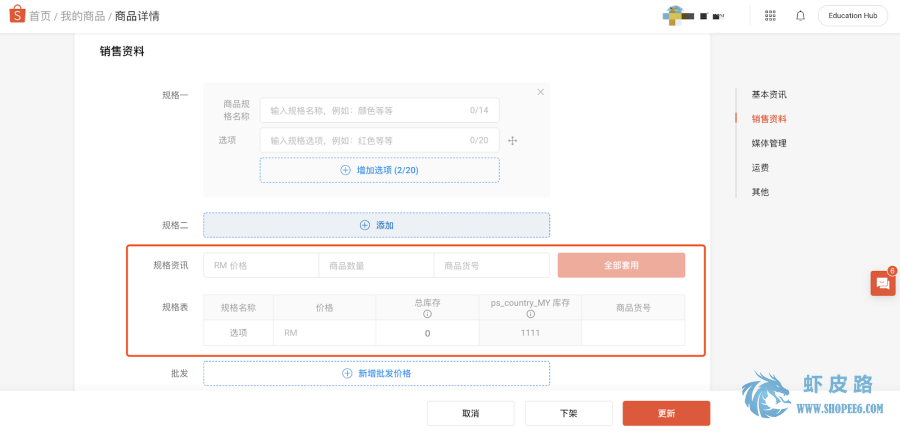 首页 / 我的商品 / 商品详情
Education Hub
销售资料
规格一
商品规格名称
输入规格名称，例如：颜色等等
0/14
选项
输入规格选项，例如：红色等等
0/20
增加选项 (2/20)
规格二
添加
规格资讯
RM 价格
商品数量
商品货号
全部套用
规格表
规格名称
价格
总库存
ps_country_MY 库存
商品货号
选项
RM
0
1111
批发
新增批发价格
取消
下架
更新
基本资讯
销售资料
媒体管理
运费
其他
6
虾皮路
WWW.SHOPEE6.COM